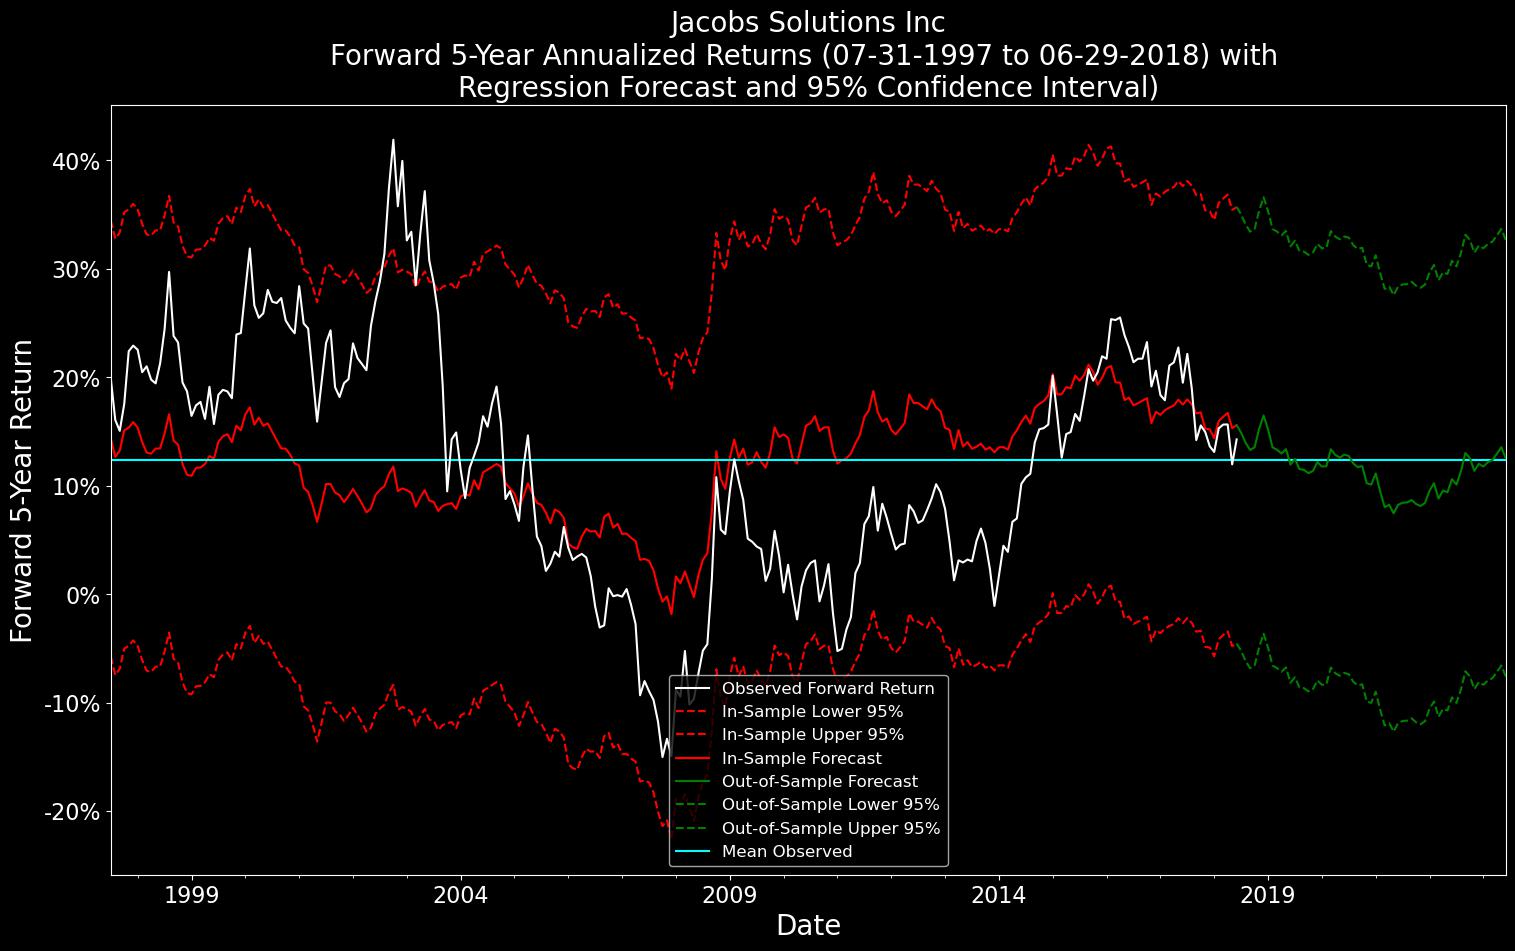 Jacobs Solutions Inc
Forward 5-Year Annualized Returns (07-31-1997 to 06-29-2018) with
Regression Forecast and 95% Confidence Interval)
Forward 5-Year Return
40%
30%
20%
10%
0%
-10%
-20%
Observed Forward Return
In-Sample Lower 95%
In-Sample Upper 95%
In-Sample Forecast
Out-of-Sample Forecast
Out-of-Sample Lower 95%
Out-of-Sample Upper 95%
Mean Observed
1999 2004 2009 2014 2019
Date